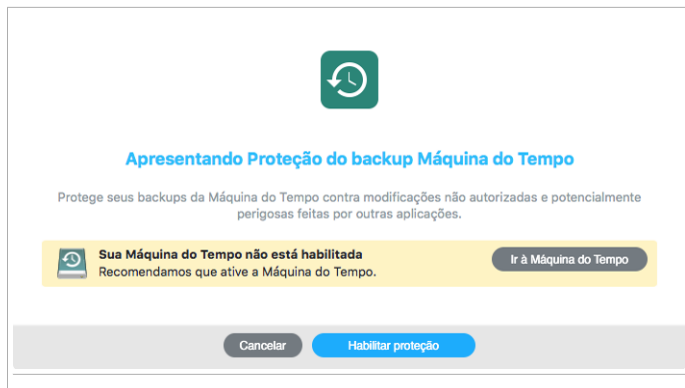 Apresentando Proteção do backup Máquina do Tempo
Protege seus backups da Máquina do Tempo contra modificações não autorizadas e potencialmente
perigosas feitas por outras aplicações.
Sua Máquina do Tempo não está habilitada
Recomendamos que ative a Máquina do Tempo.
Ir à Máquina do Tempo
Cancelar
Habilitar proteção